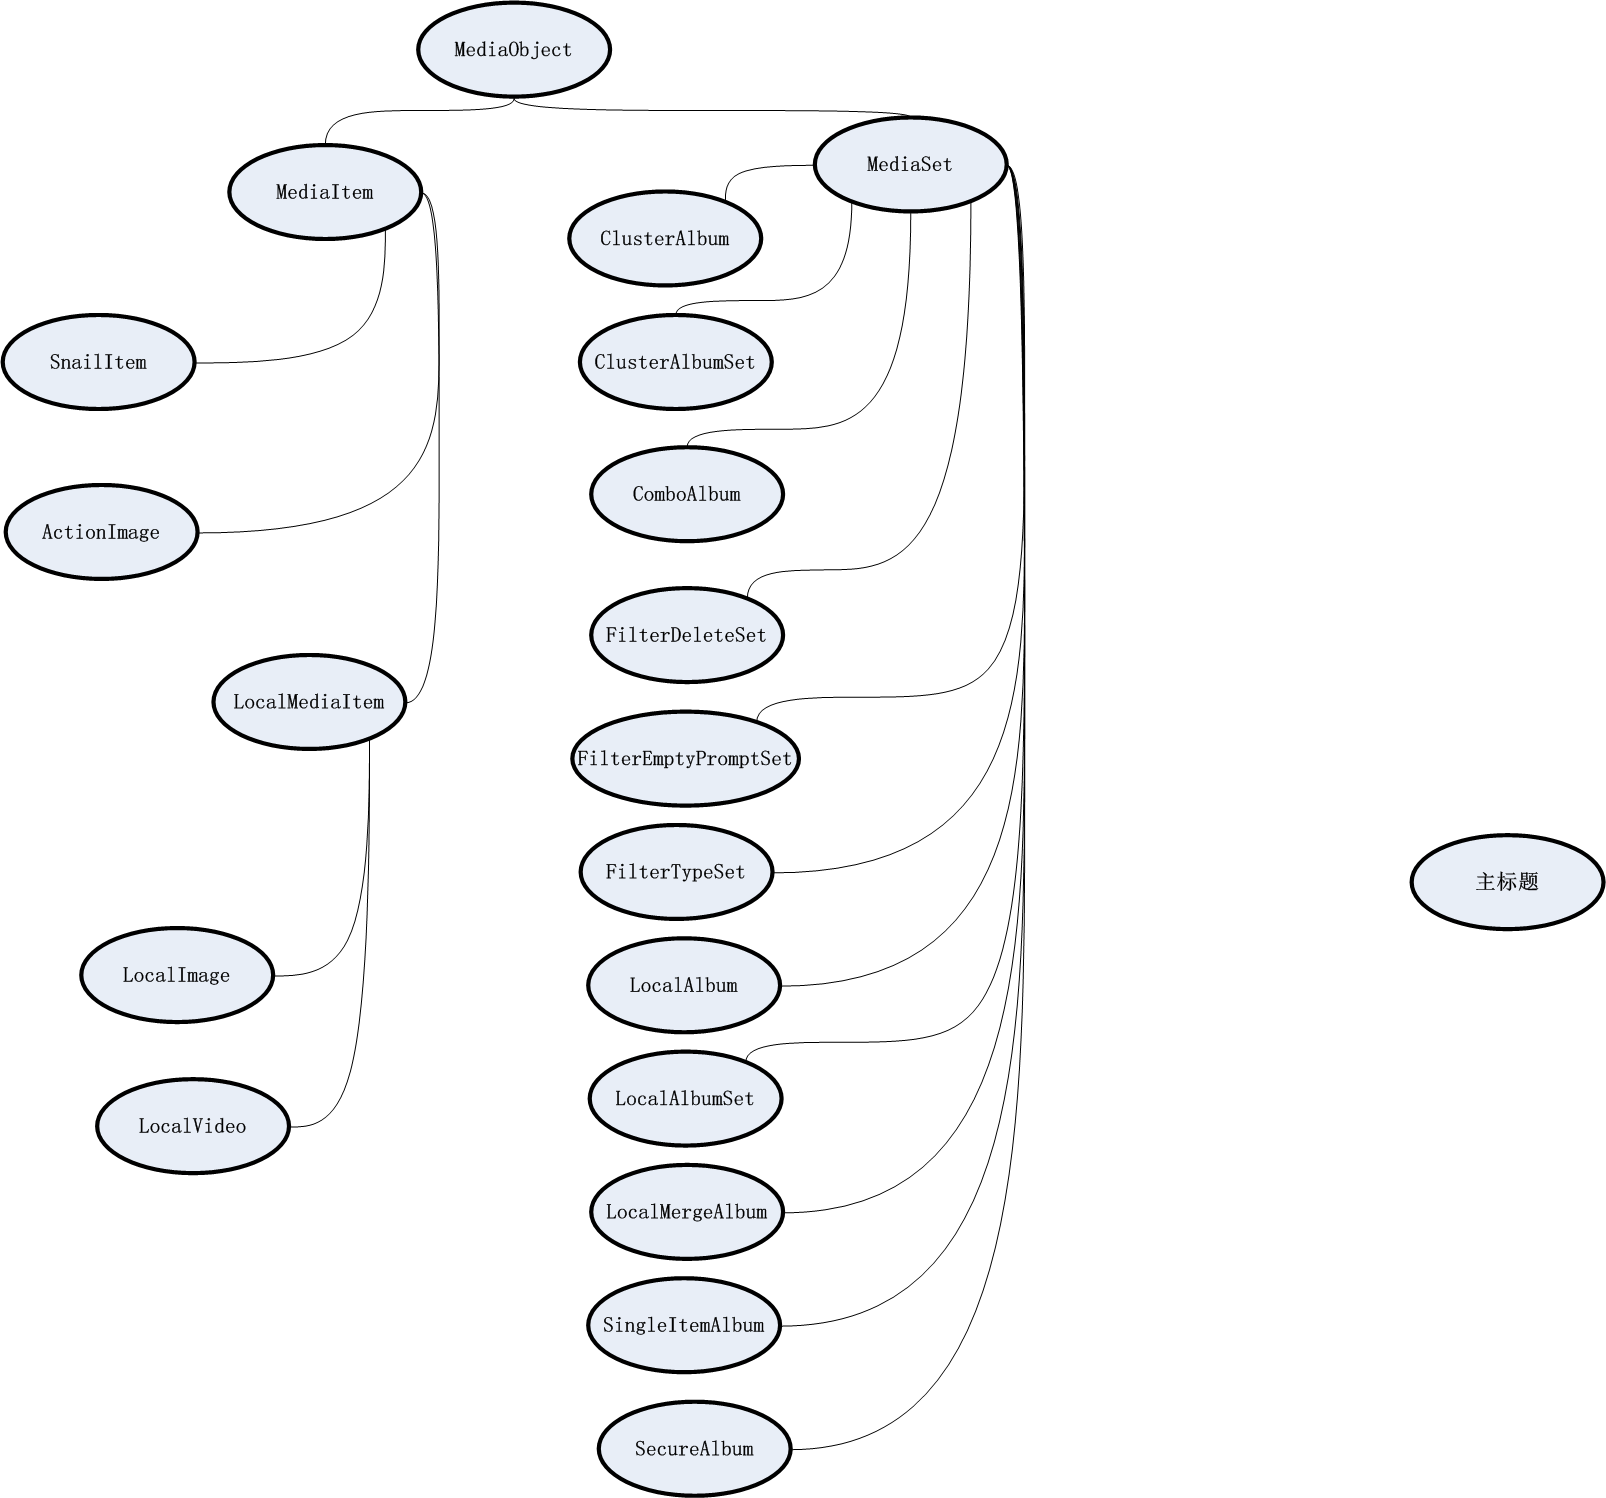 MediaObject
MediaItem
MediaSet
ClusterAlbum
SnailItem
ClusterAlbumSet
ActionImage
ComboAlbum
FilterDeleteSet
LocalMediaItem
FilterEmptyPromptSet
FilterTypeSet
主标题
LocalImage
LocalAlbum
LocalAlbumSet
LocalVideo
LocalMergeAlbum
SingleItemAlbum
SecureAlbum